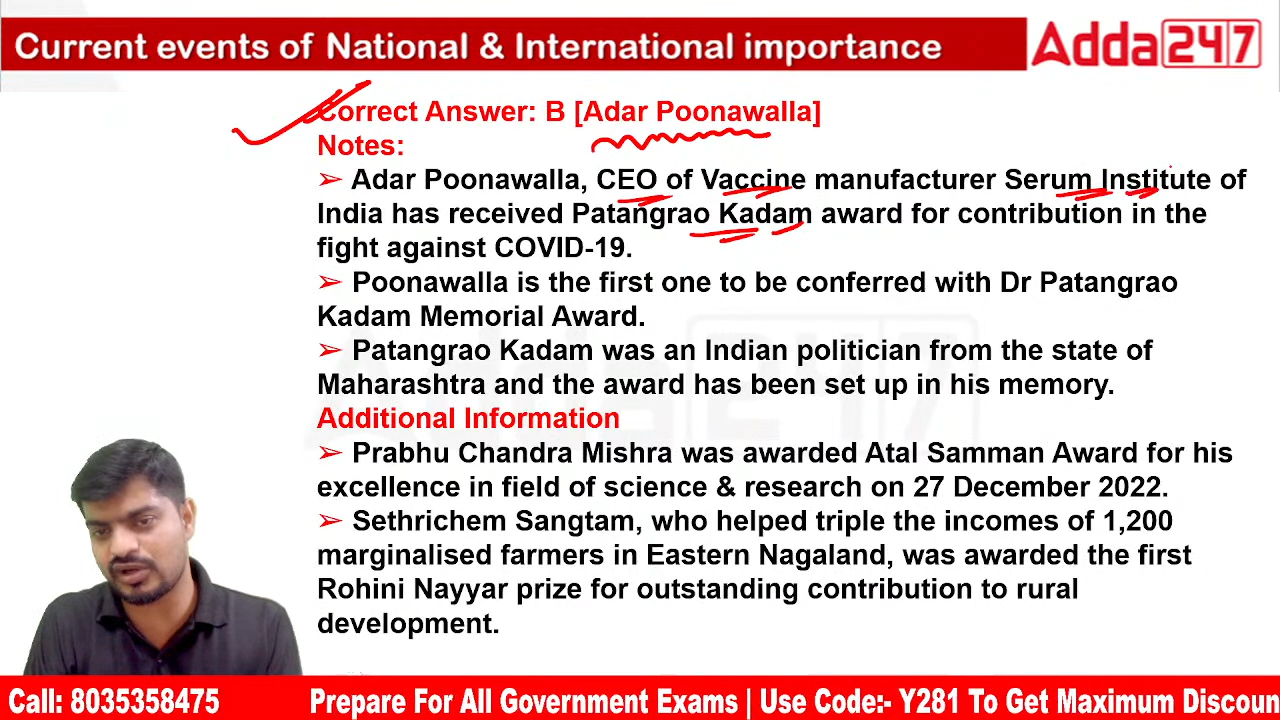 Current events of National & International importance
Adda247
Correct Answer: B [Adar Poonawalla]
Notes:
➢ Adar Poonawalla, CEO of Vaccine manufacturer Serum Institute of
India has received Patangrao Kadam award for contribution in the
fight against COVID-19.
➢ Poonawalla is the first one to be conferred with Dr Patangrao
Kadam Memorial Award.
➢ Patangrao Kadam was an Indian politician from the state of
Maharashtra and the award has been set up in his memory.
Additional Information
➢ Prabhu Chandra Mishra was awarded Atal Samman Award for his
excellence in field of science & research on 27 December 2022.
➢ Sethrichem Sangtam, who helped triple the incomes of 1,200
marginalised farmers in Eastern Nagaland, was awarded the first
Rohini Nayyar prize for outstanding contribution to rural
development.
Call: 8035358475
Prepare For All Government Exams | Use Code:- Y281 To Get Maximum Discoun